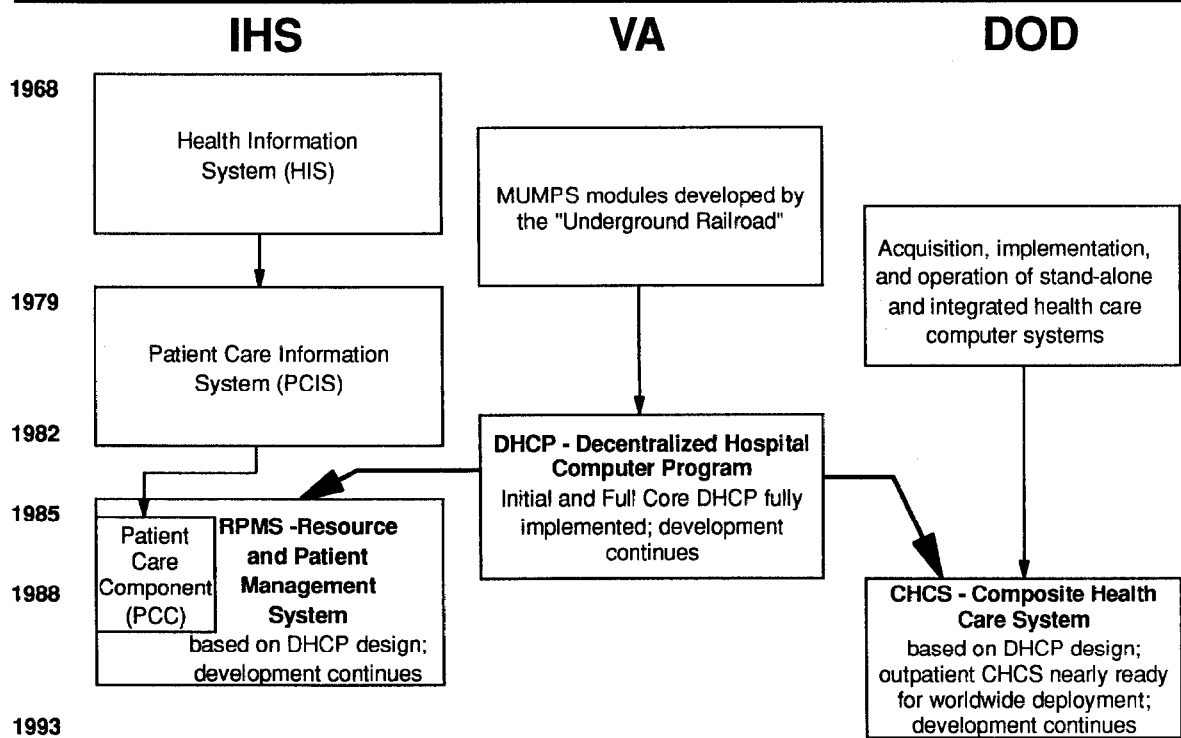 IHS
VA
DOD
1968
1979
1982
1985
1988
1993
Health Information
System (HIS)
Patient Care Information
System (PCIS)
Patient
Care
Component
(PCC)
RPMS -Resource
and Patient
Management
System
based on DHCP design;
development continues
MUMPS modules developed by
the "Underground Railroad"
DHCP - Decentralized Hospital
Computer Program
Initial and Full Core DHCP fully
implemented; development
continues
Acquisition, implementation,
and operation of stand-alone
and integrated health care
computer systems
CHCS - Composite Health
Care System
based on DHCP design;
outpatient CHCS nearly ready
for worldwide deployment;
development continues